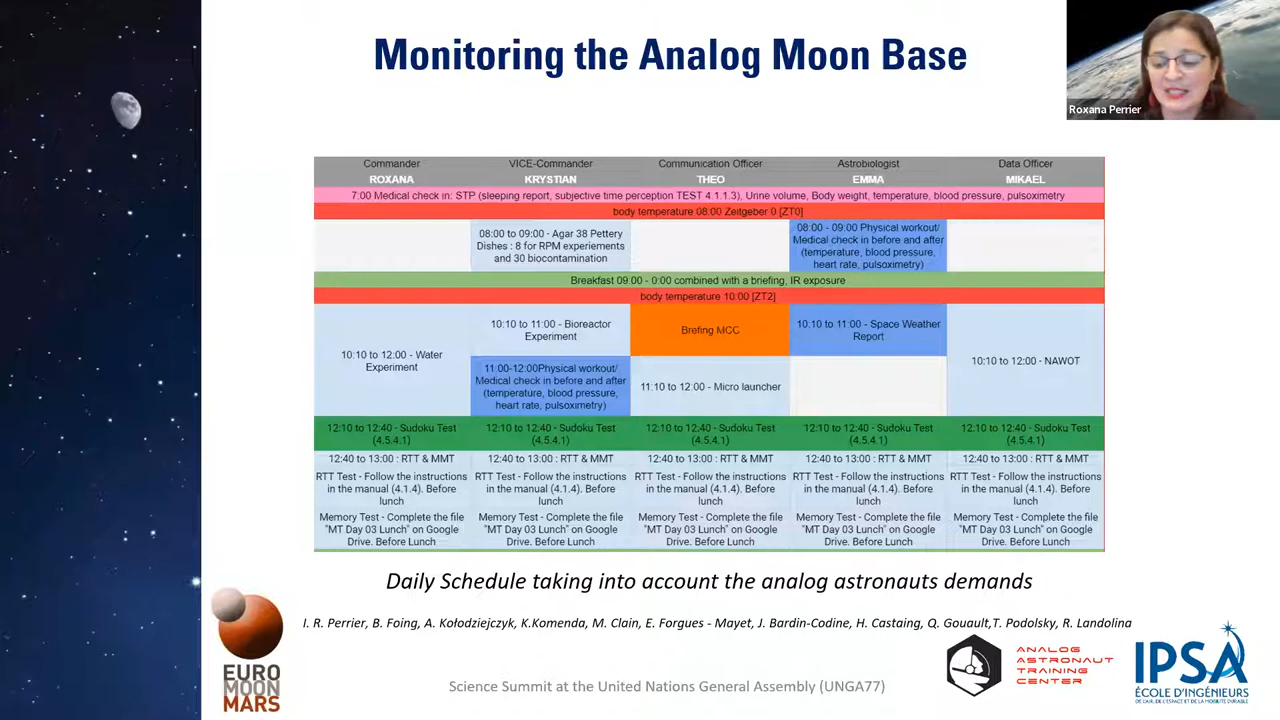 Monitoring the Analog Moon Base
Roxana Perrier
Commander
ROXANA
VICE-Commander
KRYSTIAN
Communication Officer
THEO
Astrobiologist
EMMA
Data Officer
MIKAEL
7:00 Medical check in: STP (sleeping report, subjective time perception TEST 4.1.1.3), Urine volume, Body weight, temperature, blood pressure, pulsoximetry
body temperature 08:00 Zeitgeber 0 [ZT0]
08:00 to 09:00 - Agar 38 Pettery
Dishes : 8 for RPM experiements
and 30 biocontamination
08:00 - 09:00 Physical workout/
Medical check in before and after
(temperature, blood pressure,
heart rate, pulsoximetry)
Breakfast 09:00 - 0:00 combined with a briefing, IR exposure
body temperature 10:00 [ZT2]
10:10 to 12:00 - Water
Experiment
10:10 to 11:00 - Bioreactor
Experiment
11:00-12:00Physical workout/
Medical check in before and after
(temperature, blood pressure,
heart rate, pulsoximetry)
Brefing MCC
11:10 to 12:00 - Micro launcher
10:10 to 11:00 - Space Weather
Report
10:10 to 12:00 - NAWOT
12:10 to 12:40 - Sudoku Test
(4.5.4.1)
12:10 to 12:40 - Sudoku Test
(4.5.4.1)
12:10 to 12:40 - Sudoku Test
(4.5.4.1)
12:10 to 12:40 - Sudoku Test
(4.5.4.1)
12:10 to 12:40 - Sudoku Test
(4.5.4.1)
12:40 to 13:00 : RTT & MMT
12:40 to 13:00 : RTT & MMT
12:40 to 13:00 : RTT & MMT
12:40 to 13:00 : RTT & MMT
12:40 to 13:00 : RTT & MMT
RTT Test - Follow the instructions
in the manual (4.1.4). Before
lunch
RTT Test - Follow the instructions
in the manual (4.1.4). Before
lunch
RTT Test - Follow the instructions
in the manual (4.1.4). Before
lunch
RTT Test - Follow the instructions
in the manual (4.1.4). Before
lunch
RTT Test - Follow the instructions
in the manual (4.1.4). Before
lunch
Memory Test - Complete the file
"MT Day 03 Lunch" on Google
Drive. Before Lunch
Memory Test - Complete the file
"MT Day 03 Lunch" on Google
Drive. Before Lunch
Memory Test - Complete the file
"MT Day 03 Lunch" on Google
Drive. Before Lunch
Memory Test - Complete the file
"MT Day 03 Lunch" on Google
Drive. Before Lunch
Memory Test - Complete the file
"MT Day 03 Lunch" on Google
Drive. Before Lunch
Daily Schedule taking into account the analog astronauts demands
I. R. Perrier, B. Foing, A. Kołodziejczyk, K.Komenda, M. Clain, E. Forgues - Mayet, J. Bardin-Codine, H. Castaing, Q. Gouault,T. Podolsky, R. Landolina
EURO
MOON
MARS
Science Summit at the United Nations General Assembly (UNGA77)
ANALOG
ASTRONAUT
TRAINING
CENTER
IPSA
ÉCOLE D'INGÉNIEURS
DE L'AIR, DE L'ESPACE ET DE LA MOBILITÉ DURABLE